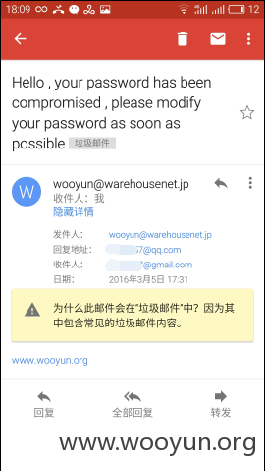 18:09
12
Hello , your password has been
compromised , please modify
your password as soon as
possible 垃圾邮件
W
wooyun@warehousenet.jp
收件人：我
隐藏详情
发件人： wooyun@warehousenet.jp
回复地址： 57@qq.com
收件人： @gmail.com
日期： 2016年3月5日 17:31
为什么此邮件会在“垃圾邮件”中？因为其
中包含常见的垃圾邮件内容。
www.wooyun.org
回复 全部回复 转发
www.wooyun.org